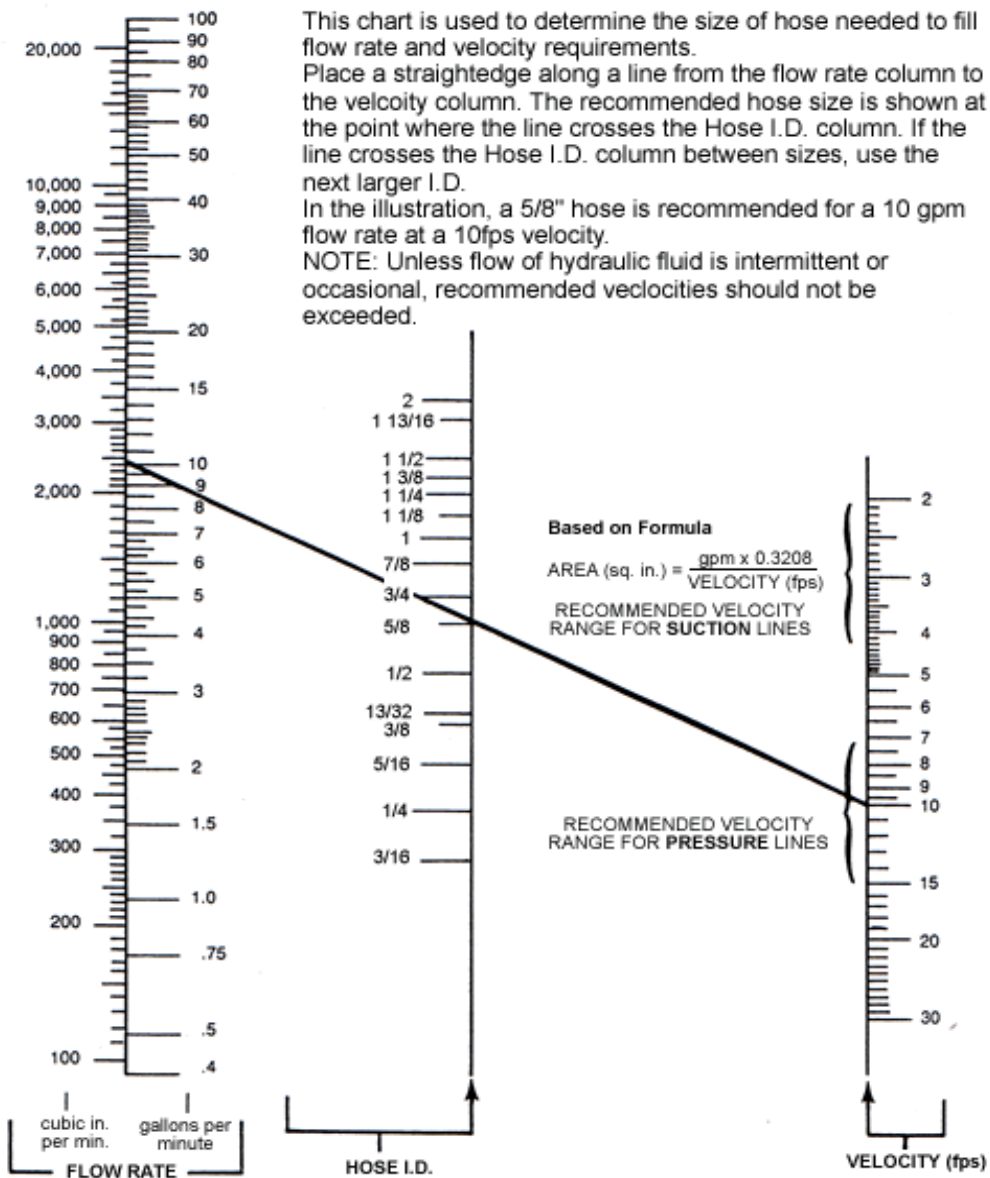 This chart is used to determine the size of hose needed to fill
flow rate and velocity requirements.
Place a straightedge along a line from the flow rate column to
the velcoity column. The recommended hose size is shown at
the point where the line crosses the Hose I.D. column. If the
line crosses the Hose I.D. column between sizes, use the
next larger I.D.
In the illustration, a 5/8" hose is recommended for a 10 gpm
flow rate at a 10fps velocity.
NOTE: Unless flow of hydraulic fluid is intermittent or
occasional, recommended veclocities should not be
exceeded.
20,000
10,000
9,000
8,000
7,000
6,000
5,000
4,000
3,000
2,000
1,000
900
800
700
600
500
400
300
200
100
cubic in.
per min.
100
90
80
70
60
50
40
30
20
15
10
9
8
7
6
5
4
3
2
1.5
1.0
.75
.5
.4
gallons per
minute
FLOW RATE
2
1 13/16
1 1/2
1 3/8
1 1/4
1 1/8
1
7/8
3/4
5/8
1/2
13/32
3/8
5/16
1/4
3/16
HOSE I.D.
Based on Formula
AREA (sq. in.) = gpm x 0.3208
VELOCITY (fps)
RECOMMENDED VELOCITY
RANGE FOR SUCTION LINES
RECOMMENDED VELOCITY
RANGE FOR PRESSURE LINES
2
3
4
5
6
7
8
9
10
15
20
30
VELOCITY (fps)